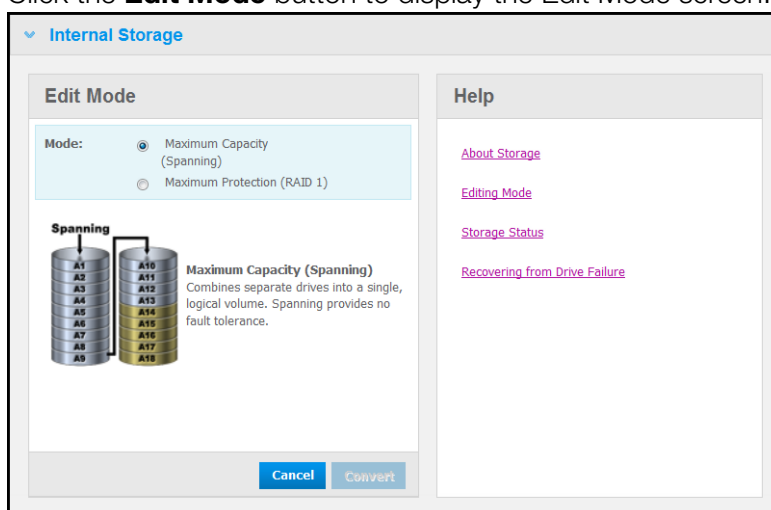 Click the Edit Mode button to display the Edit Mode screen.
Internal Storage
Edit Mode
Mode:
Maximum Capacity
(Spanning)
Maximum Protection (RAID 1)
Spanning
A1
A2
A3
A4
A5
A6
A7
A8
A9
A10
A11
A12
A13
A14
A15
A16
A17
A18
Maximum Capacity (Spanning)
Combines separate drives into a single,
logical volume. Spanning provides no
fault tolerance.
Cancel
Convert
Help
About Storage
Editing Mode
Storage Status
Recovering from Drive Failure